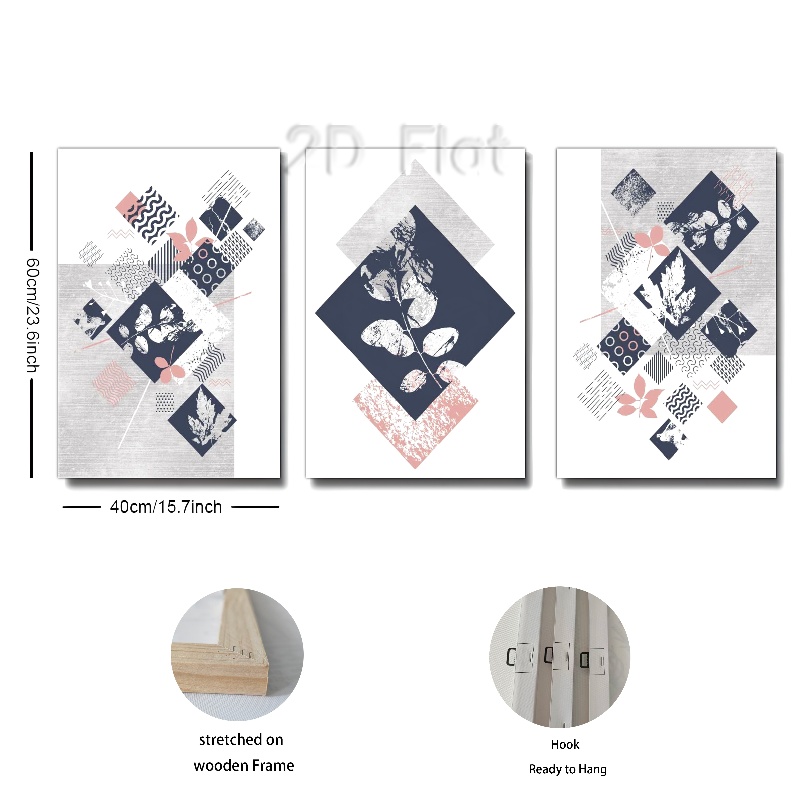 2D Flat
60cm/23.6inch
40cm/15.7inch
stretched on
wooden Frame
Hook
Ready to Hang